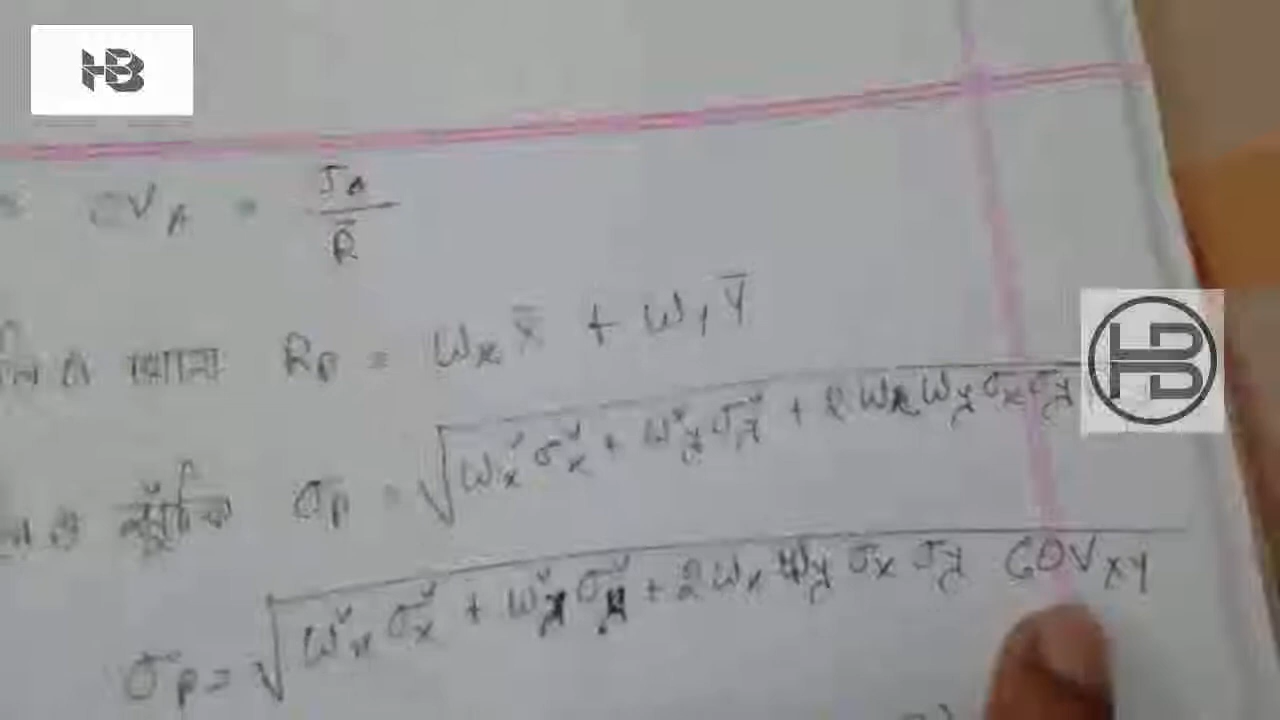 HB
CV_A = σ_A / R̄
R_P = W_x X̄ + W_y Ȳ
HB
σ_P = √(W_x² σ_x² + W_y² σ_y² + 2 W_x W_y σ_x σ_y
σ_P = √(W_x² σ_x² + W_y² σ_y² + 2 W_x W_y σ_x σ_y COV_xy)